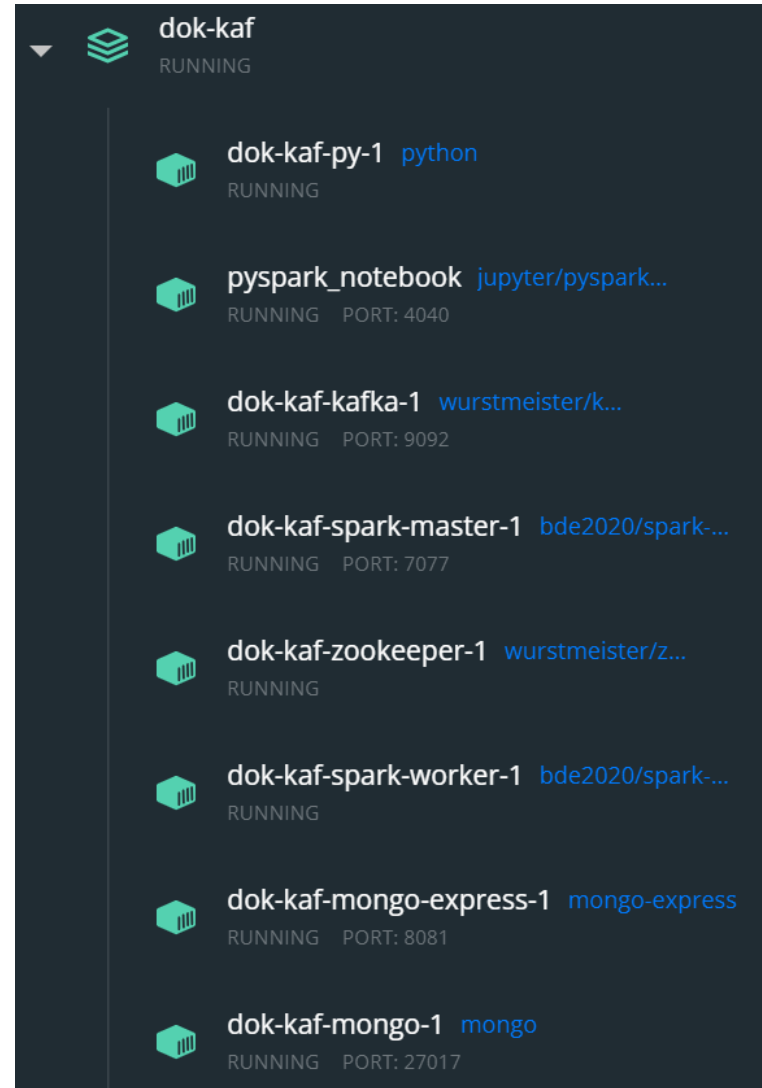 dok-kaf
RUNNING
dok-kaf-py-1 python
RUNNING
pyspark_notebook jupyter/pyspark...
RUNNING PORT: 4040
dok-kaf-kafka-1 wurstmeister/k...
RUNNING PORT: 9092
dok-kaf-spark-master-1 bde2020/spark-...
RUNNING PORT: 7077
dok-kaf-zookeeper-1 wurstmeister/z...
RUNNING
dok-kaf-spark-worker-1 bde2020/spark-...
RUNNING
dok-kaf-mongo-express-1 mongo-express
RUNNING PORT: 8081
dok-kaf-mongo-1 mongo
RUNNING PORT: 27017